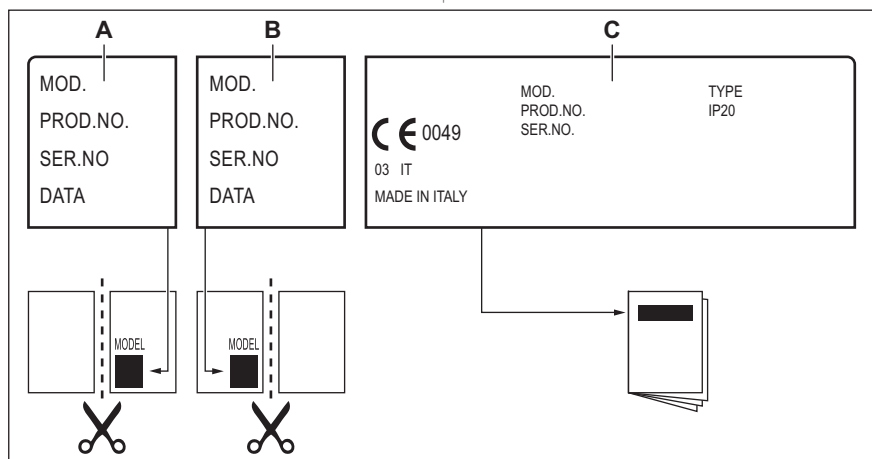 A
B
C
MOD.
PROD.NO.
SER.NO
DATA
MOD.
PROD.NO.
SER.NO
DATA
MOD.
PROD.NO.
SER.NO.
TYPE
IP20
CE 0049
03 IT
MADE IN ITALY
MODEL
MODEL